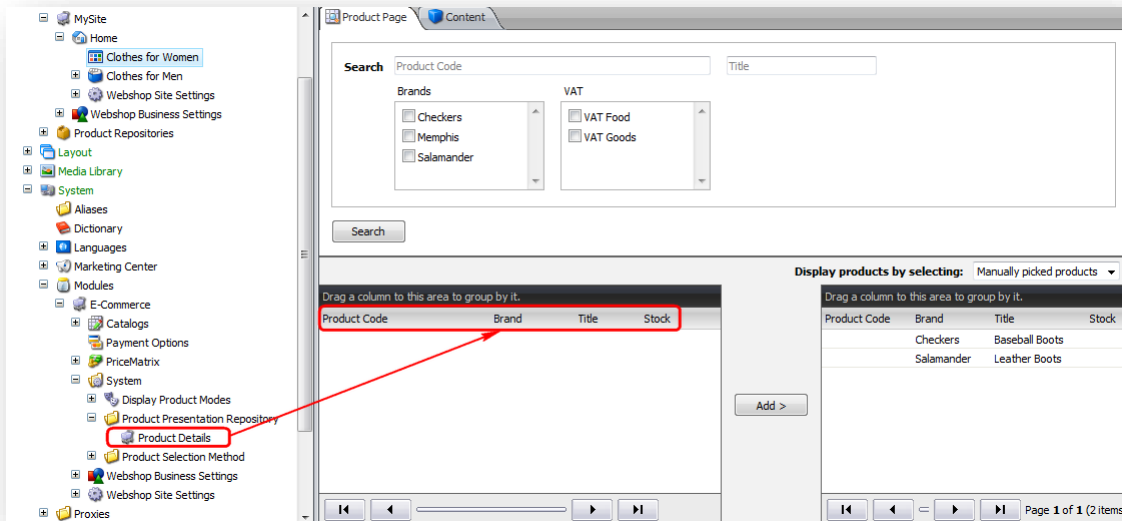 MySite
Home
Clothes for Women
Clothes for Men
Webshop Site Settings
Webshop Business Settings
Product Repositories
Layout
Media Library
System
Aliases
Dictionary
Languages
Marketing Center
Modules
E-Commerce
Catalogs
Payment Options
PriceMatrix
System
Display Product Modes
Product Presentation Repository
Product Details
Product Selection Method
Webshop Business Settings
Webshop Site Settings
Proxies
Product Page Content
Search Product Code Title
Brands VAT
Checkers VAT Food
Memphis VAT Goods
Salamander
Search
Display products by selecting: Manually picked products
Drag a column to this area to group by it.
Product Code Brand Title Stock
Add >
Drag a column to this area to group by it.
Product Code Brand Title Stock
Checkers Baseball Boots
Salamander Leather Boots
Page 1 of 1 (2 items